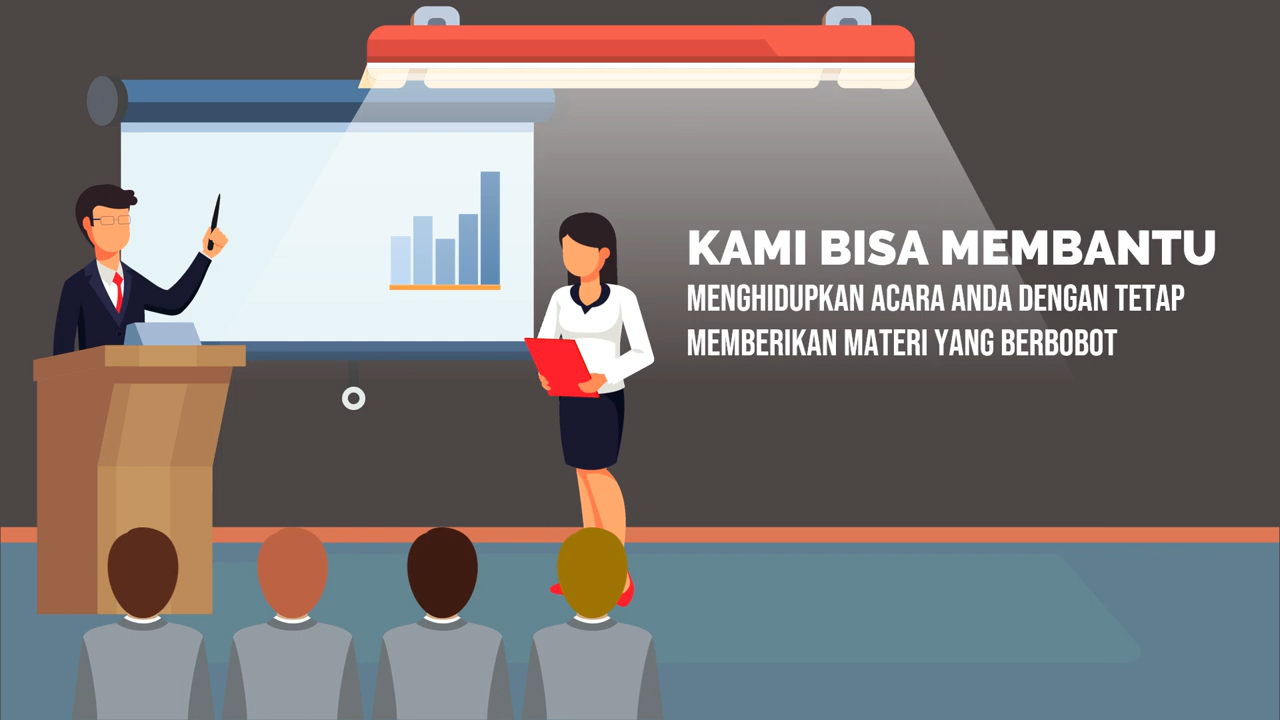 KAMI BISA MEMBANTU
MENGHIDUPKAN ACARA ANDA DENGAN TETAP
MEMBERIKAN MATERI YANG BERBOBOT